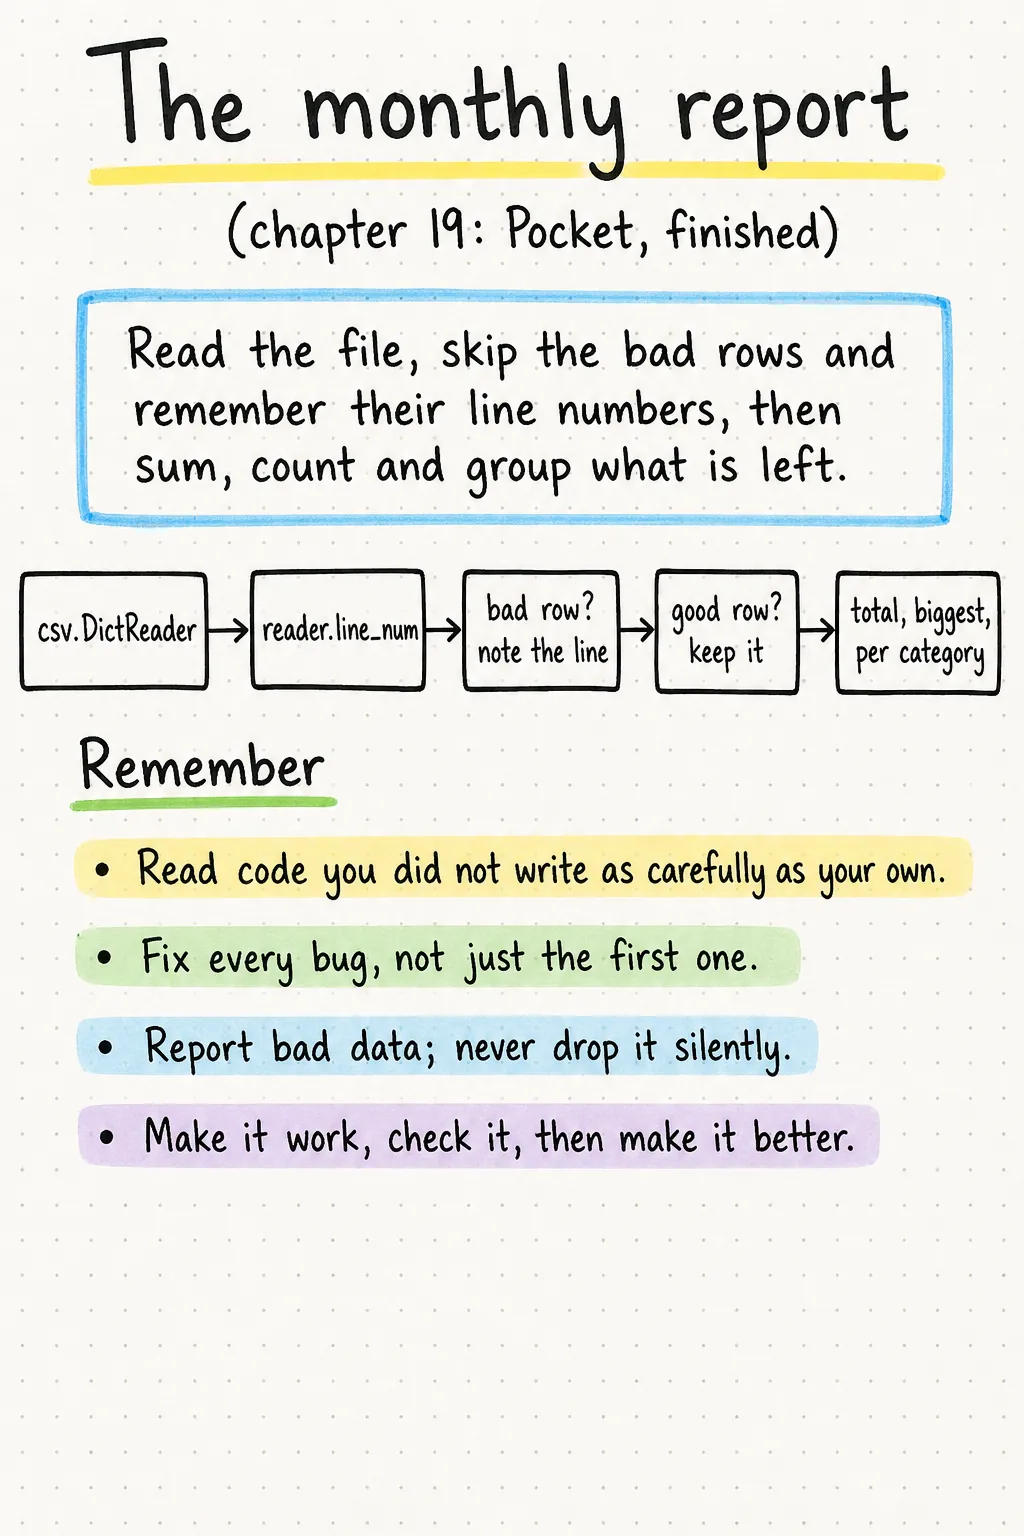 The monthly report
(chapter 19: Pocket, finished)
Read the file, skip the bad rows and
remember their line numbers, then
sum, count and group what is left.
csv.DictReader
reader.line_num
bad row?
note the line
good row?
keep it
total, biggest,
per category
Remember
• Read code you did not write as carefully as your own.
• Fix every bug, not just the first one.
• Report bad data; never drop it silently.
• Make it work, check it, then make it better.